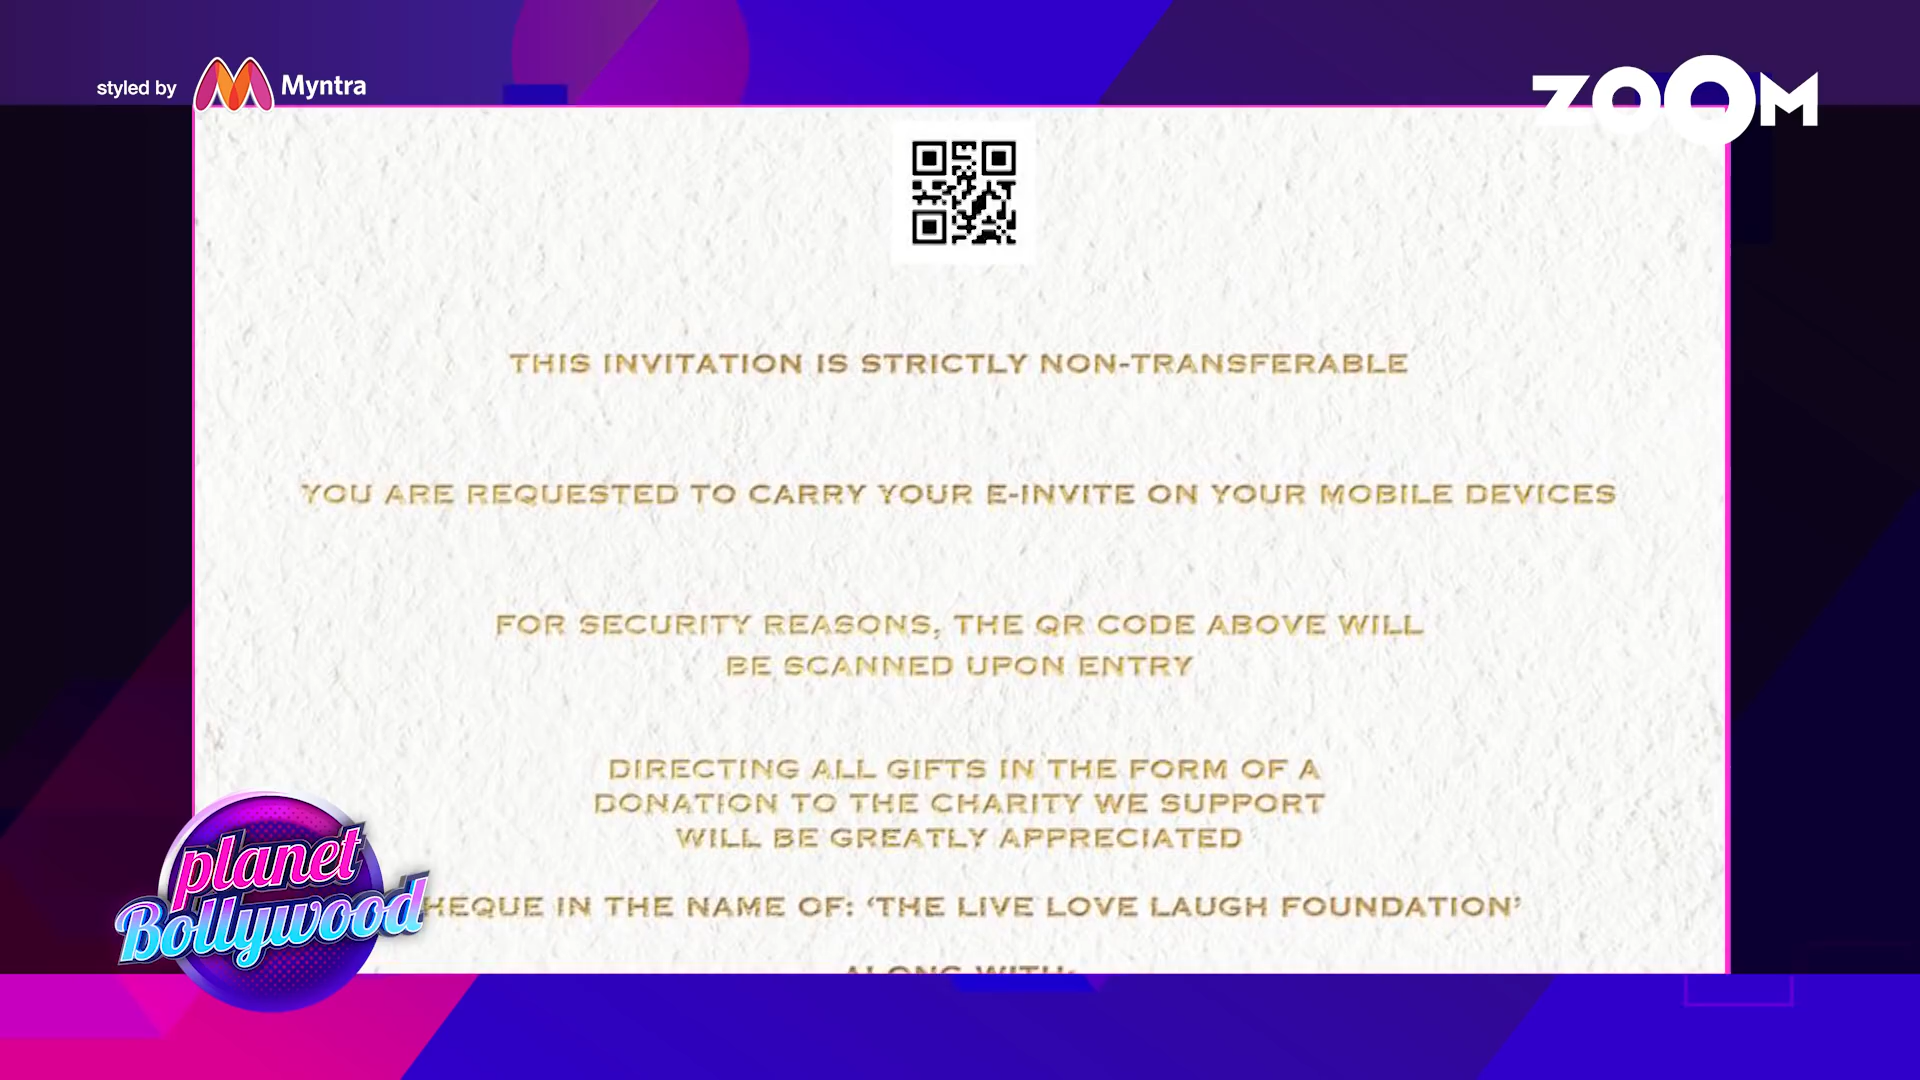 styled by Myntra
ZOOM
THIS INVITATION IS STRICTLY NON-TRANSFERABLE
YOU ARE REQUESTED TO CARRY YOUR E-INVITE ON YOUR MOBILE DEVICES
FOR SECURITY REASONS, THE QR CODE ABOVE WILL
BE SCANNED UPON ENTRY
DIRECTING ALL GIFTS IN THE FORM OF A
DONATION TO THE CHARITY WE SUPPORT
WILL BE GREATLY APPRECIATED
IN THE NAME OF: ‘THE LIVE LOVE LAUGH FOUNDATION’
ALONG WITH:
planet
Bollywood